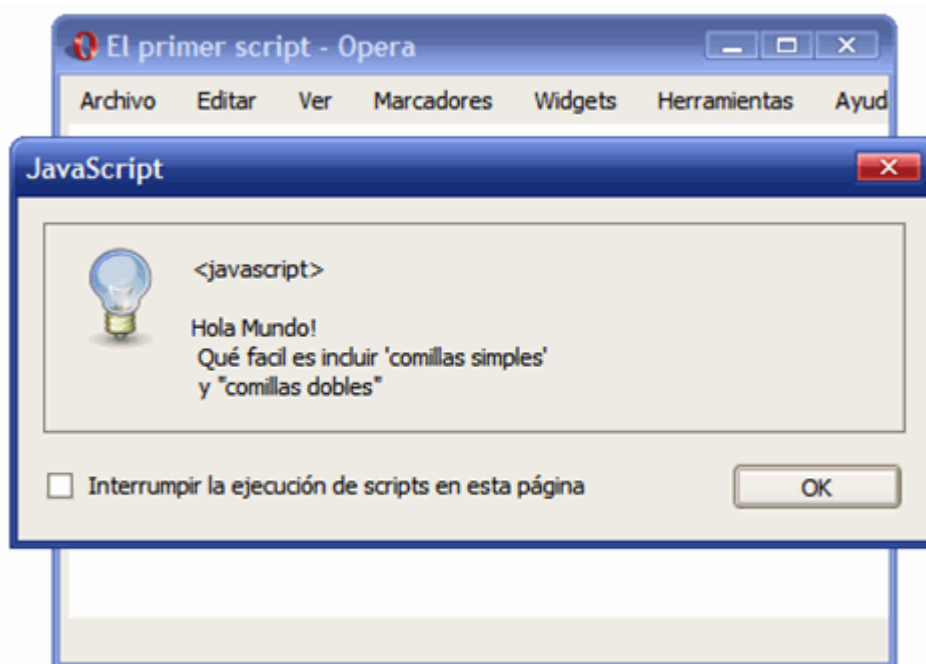 El primer script - Opera
Archivo Editar Ver Marcadores Widgets Herramientas Ayud
JavaScript
<javascript>
Hola Mundo!
Qué facil es incluir 'comillas simples'
y "comillas dobles"
Interrumpir la ejecución de scripts en esta página
OK